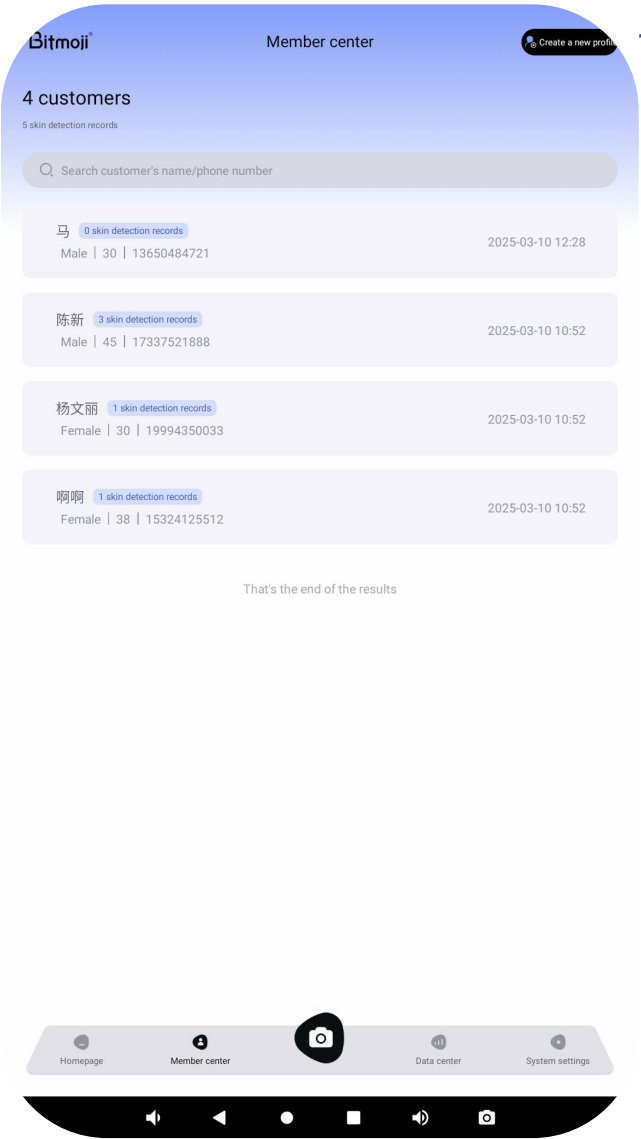 Bitmoji®
Member center
Create a new profile
4 customers
5 skin detection records
Search customer's name/phone number
马 0 skin detection records
Male | 30 | 13650484721
2025-03-10 12:28
陈新 3 skin detection records
Male | 45 | 17337521888
2025-03-10 10:52
杨文丽 1 skin detection records
Female | 30 | 19994350033
2025-03-10 10:52
啊啊 1 skin detection records
Female | 38 | 15324125512
2025-03-10 10:52
That's the end of the results
Homepage
Member center
Data center
System settings